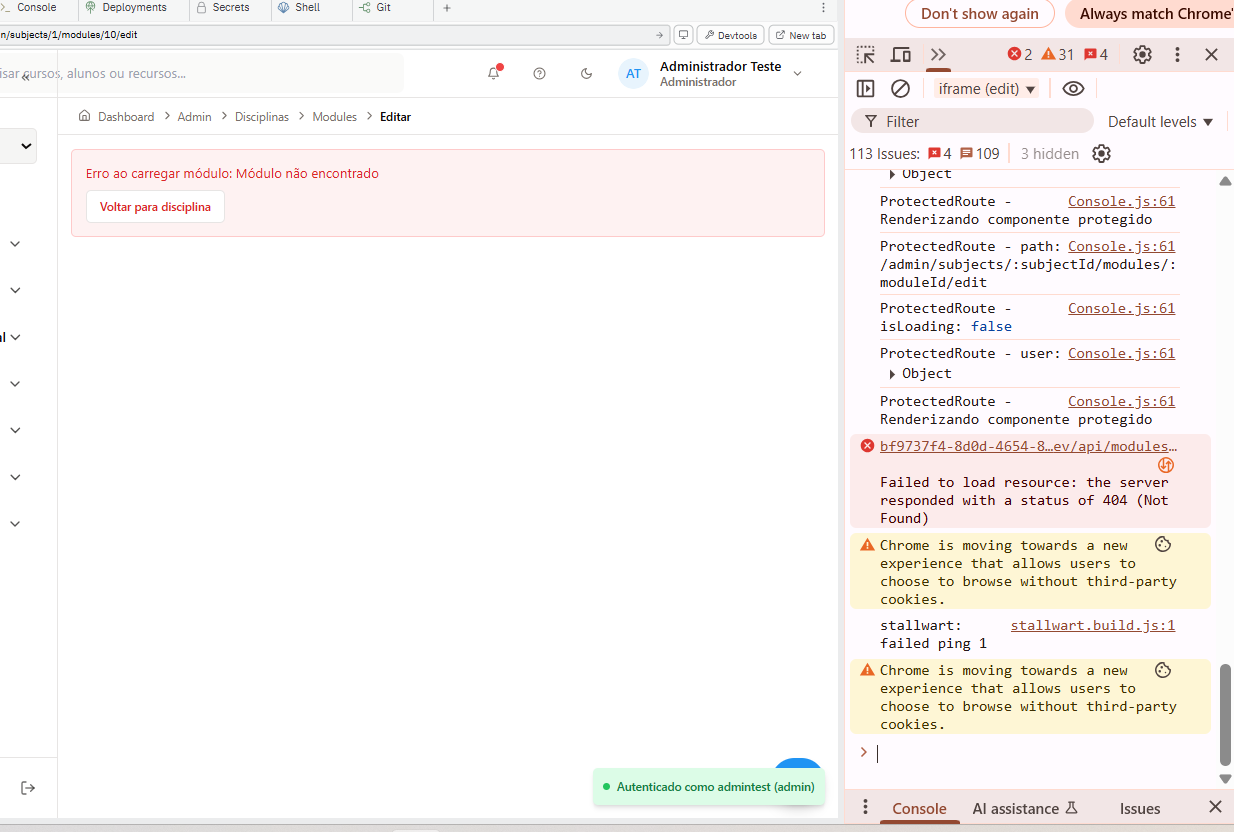 Console
Deployments
Secrets
Shell
Git
n/subjects/1/modules/10/edit
Devtools
New tab
isar cursos, alunos ou recursos...
AT
Administrador Teste
Administrador
Dashboard > Admin > Disciplinas > Modules > Editar
Erro ao carregar módulo: Módulo não encontrado
Voltar para disciplina
Autenticado como admintest (admin)
Don't show again
Always match Chrome'
2 31 4
iframe (edit)
Filter
Default levels
113 Issues: 4 109 3 hidden
Object
ProtectedRoute - Console.js:61
Renderizando componente protegido
ProtectedRoute - path: Console.js:61
/admin/subjects/:subjectId/modules/:
moduleId/edit
ProtectedRoute - Console.js:61
isLoading: false
ProtectedRoute - user: Console.js:61
Object
ProtectedRoute - Console.js:61
Renderizando componente protegido
bf9737f4-8d0d-4654-8…ev/api/modules…
Failed to load resource: the server
responded with a status of 404 (Not
Found)
Chrome is moving towards a new
experience that allows users to
choose to browse without third-party
cookies.
stallwart: stallwart.build.js:1
failed ping 1
Chrome is moving towards a new
experience that allows users to
choose to browse without third-party
cookies.
Console
AI assistance
Issues